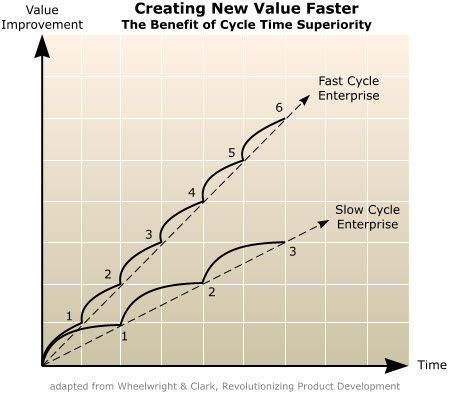 Creating New Value Faster
The Benefit of Cycle Time Superiority
Value
Improvement
Fast Cycle
Enterprise
6
5
4
3
2
1
Slow Cycle
Enterprise
3
2
1
Time
adapted from Wheelwright & Clark, Revolutionizing Product Development